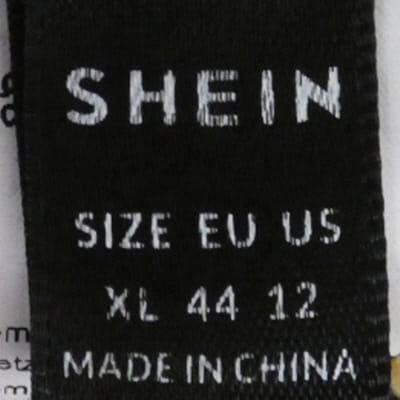 SHEIN
SIZE EU US
XL 44 12
MADE IN CHINA